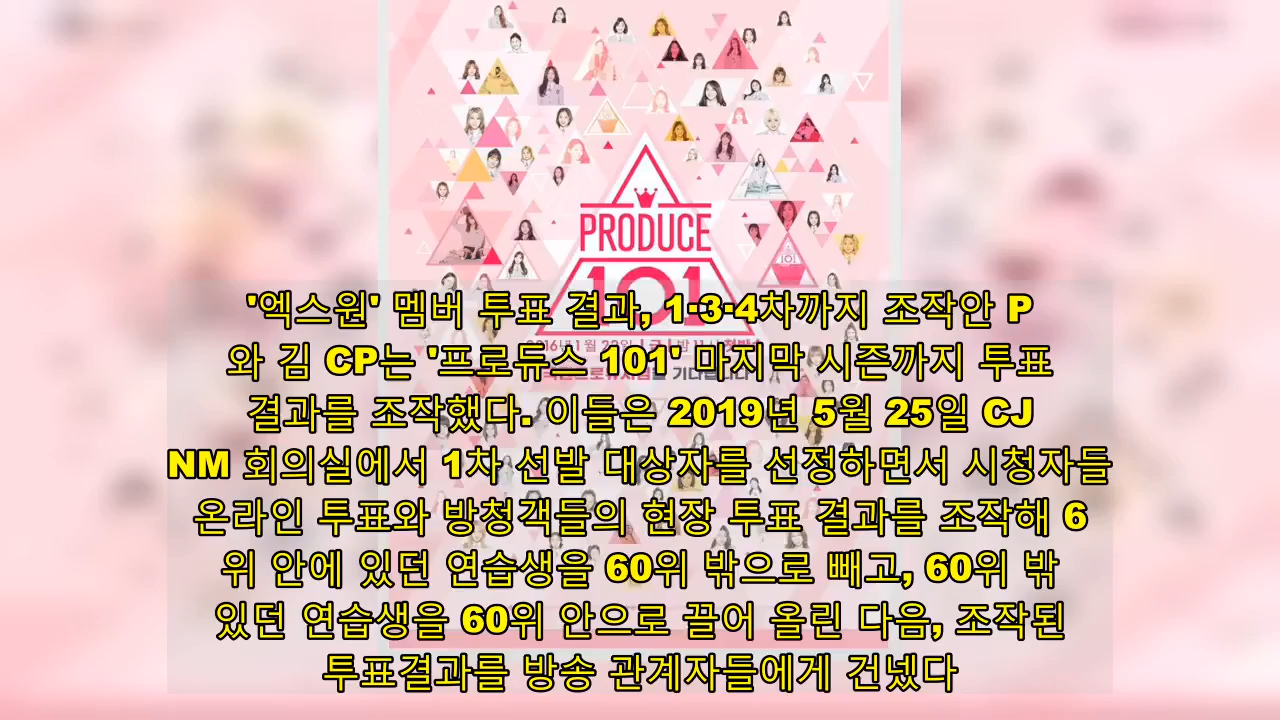 PRODUCE
101
101
'엑스원' 멤버 투표 결과, 1·3·4차까지 조작안 P
와 김 CP는 '프로듀스 101' 마지막 시즌까지 투표
결과를 조작했다. 이들은 2019년 5월 25일 CJ
NM 회의실에서 1차 선발 대상자를 선정하면서 시청자들
온라인 투표와 방청객들의 현장 투표 결과를 조작해 6
위 안에 있던 연습생을 60위 밖으로 빼고, 60위 밖
있던 연습생을 60위 안으로 끌어 올린 다음, 조작된
투표결과를 방송 관계자들에게 건넸다